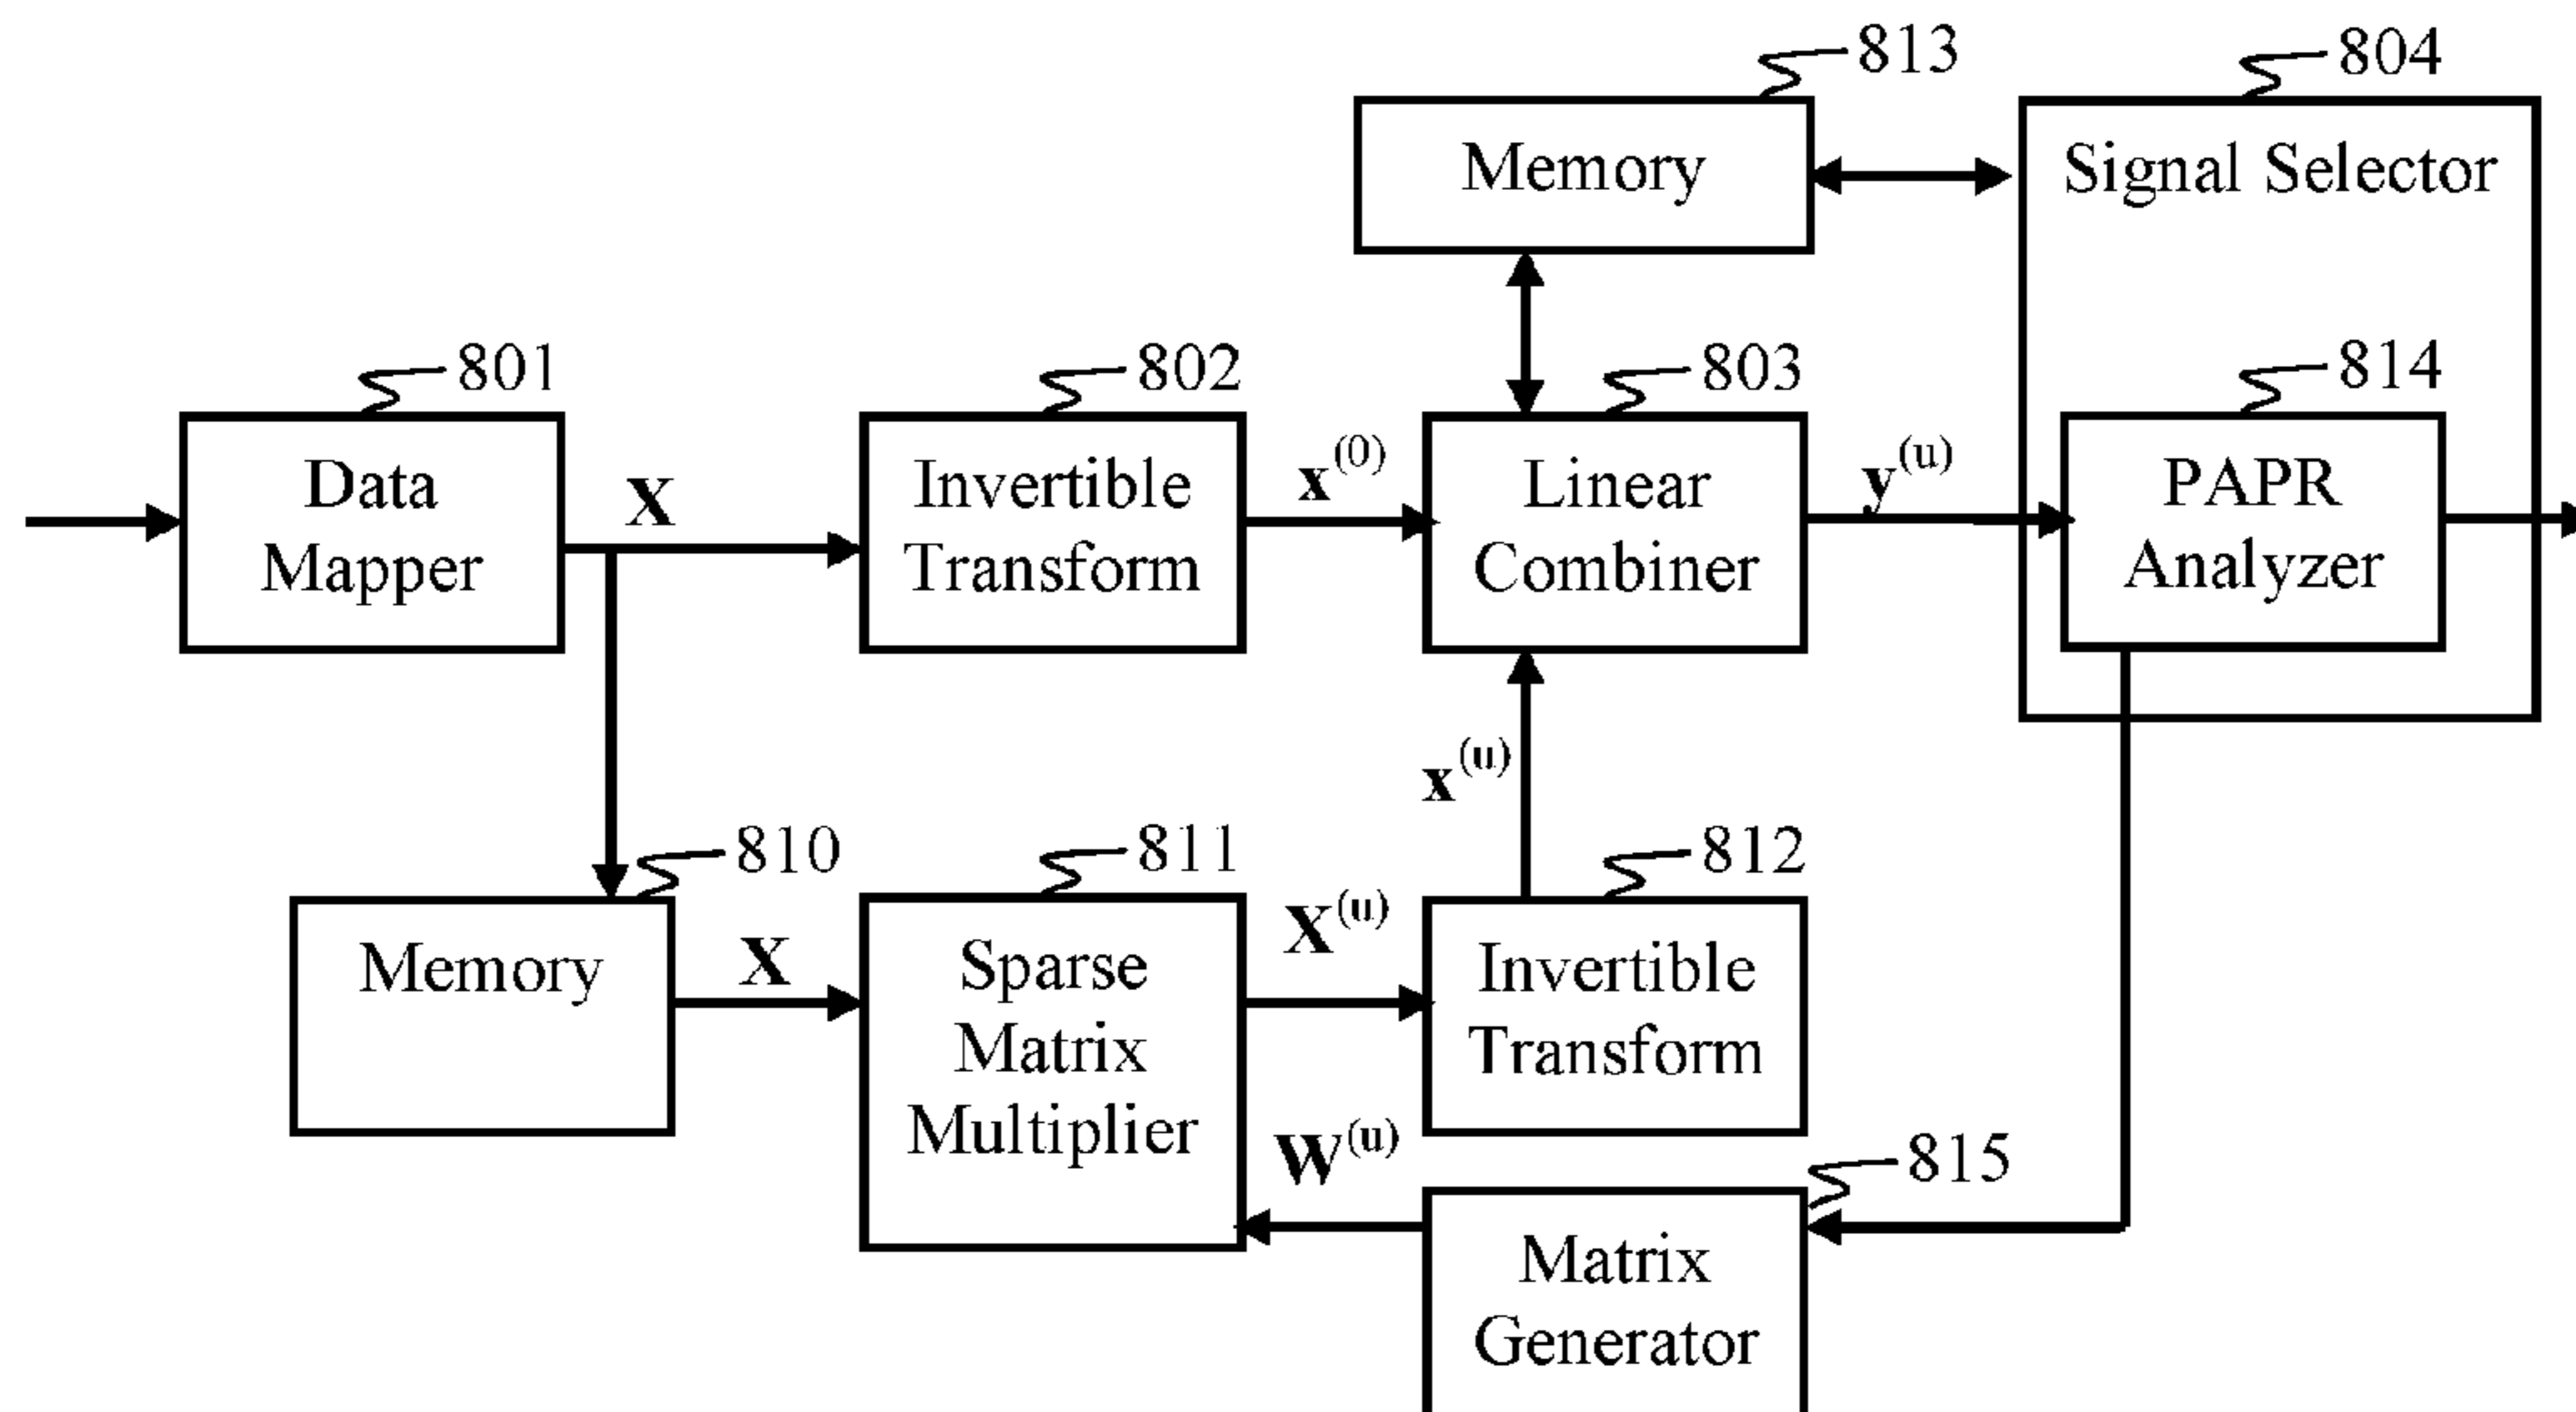 813
804
Memory
Signal Selector
801
802
803
814
Data
Mapper
X
Invertible
Transform
x(0)
Linear
Combiner
y(u)
PAPR
Analyzer
x(u)
810
811
812
Memory
X
Sparse
Matrix
Multiplier
X(u)
Invertible
Transform
W(u)
815
Matrix
Generator